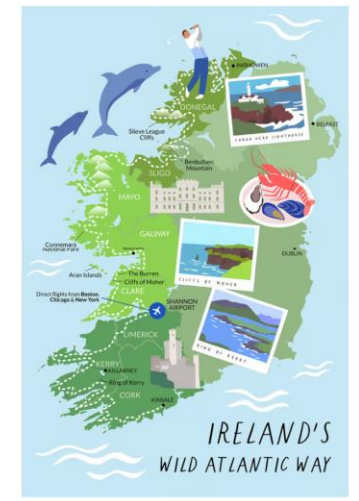 INISHOWEN
DONEGAL
BELFAST
FANAD HEAD LIGHTHOUSE
Slieve League
Cliffs
Benbulben
Mountain
SLIGO
MAYO
GALWAY
Connemara
National Park
DUBLIN
Aran Islands
The Burren
Cliffs of Moher
CLIFFS OF MOHER
CLARE
Direct flights from Boston,
Chicago & New York
SHANNON
AIRPORT
LIMERICK
RING OF KERRY
KERRY
KILLARNEY
Ring of Kerry
CORK
KINSALE
IRELAND'S
WILD ATLANTIC WAY